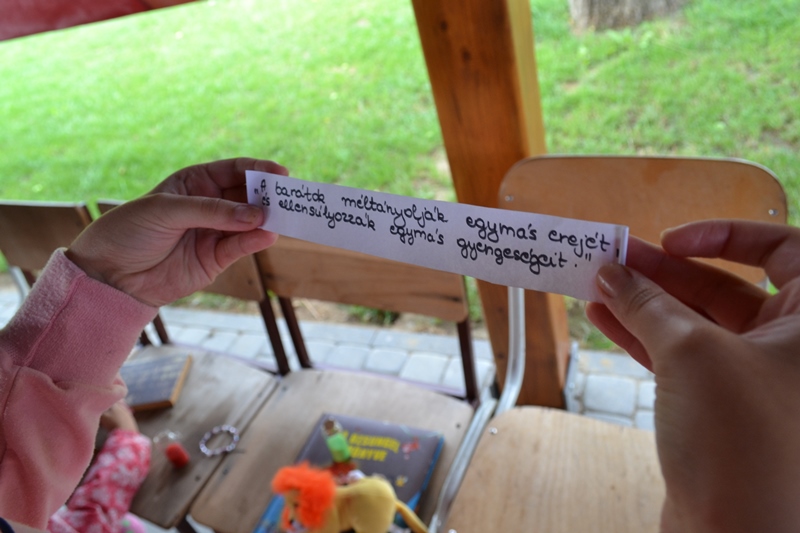 "A barátok méltányolják egymás erejét
és ellensúlyozzák egymás gyengeségeit."